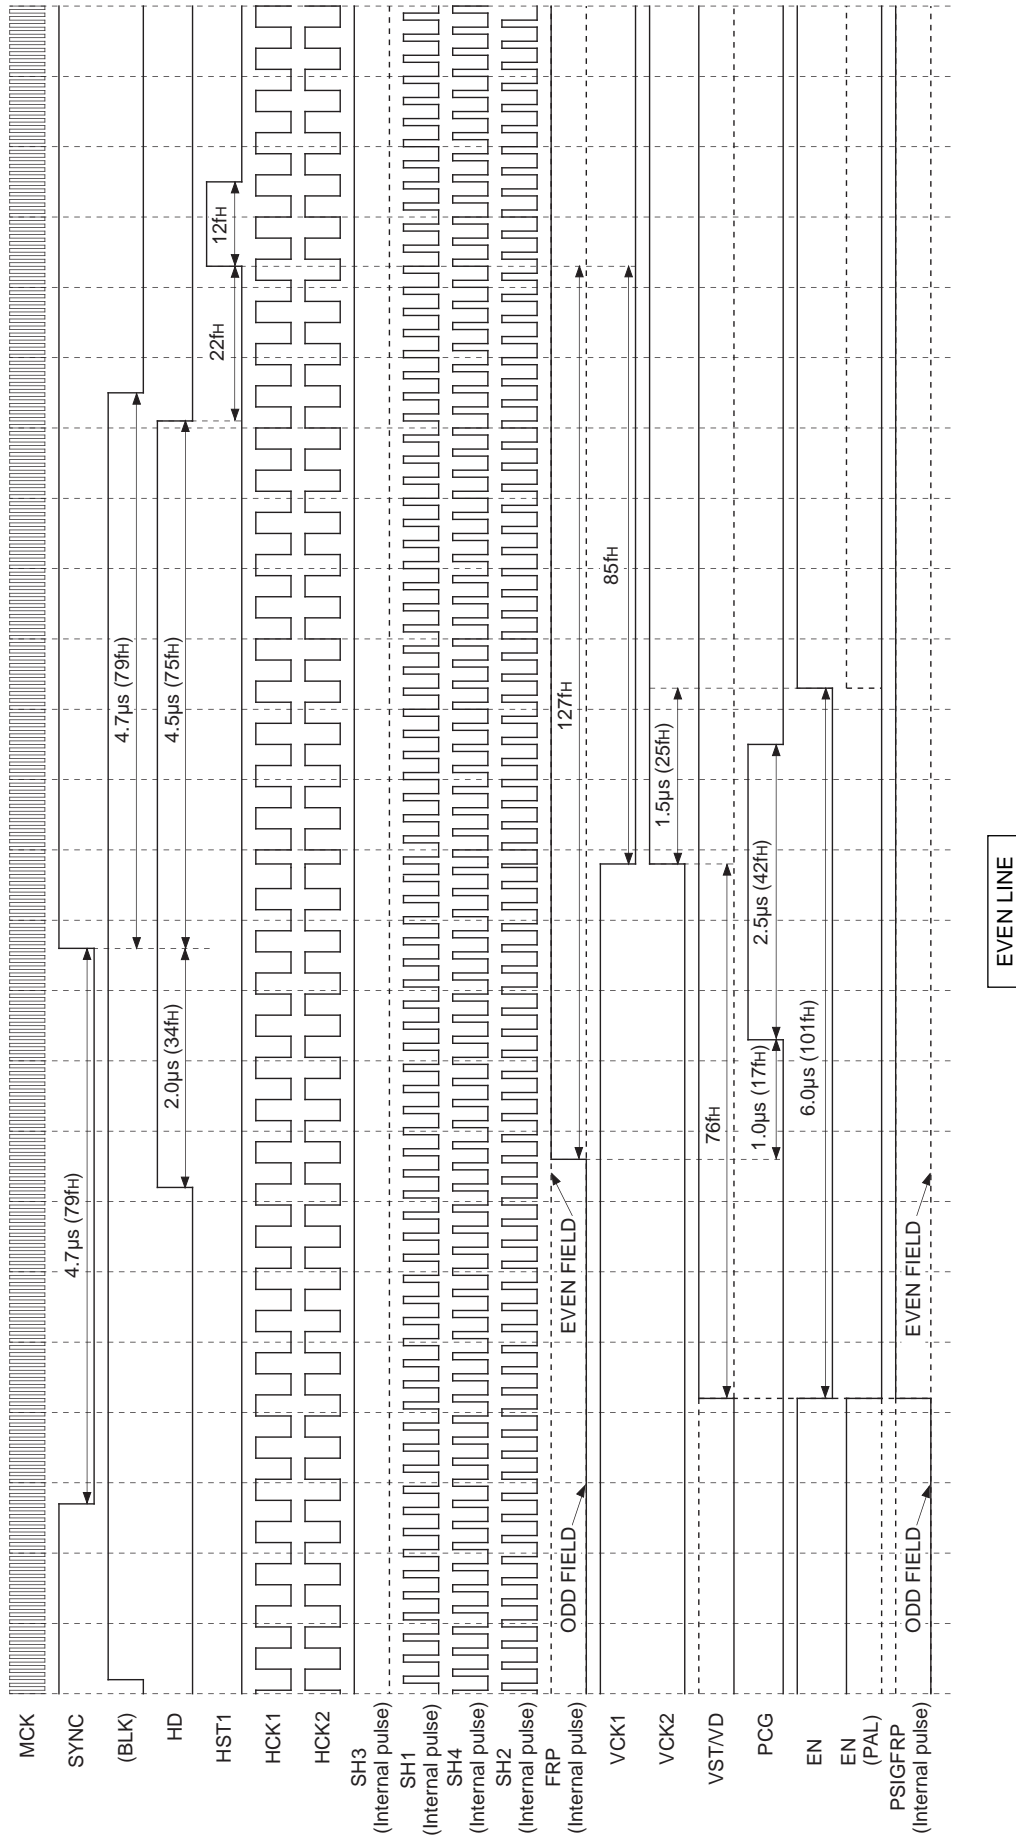 MCK
SYNC
4.7µs (79fH)
(BLK)
4.7µs (79fH)
HD
2.0µs (34fH)
4.5µs (75fH)
HST1
22fH
12fH
HCK1
HCK2
SH3
(Internal pulse)
SH1
(Internal pulse)
SH4
(Internal pulse)
SH2
(Internal pulse)
FRP
(Internal pulse)
ODD FIELD
EVEN FIELD
127fH
VCK1
85fH
VCK2
1.5µs (25fH)
VST/VD
76fH
PCG
1.0µs (17fH)
2.5µs (42fH)
EN
6.0µs (101fH)
EN
(PAL)
PSIGFRP
(Internal pulse)
ODD FIELD
EVEN FIELD
EVEN LINE